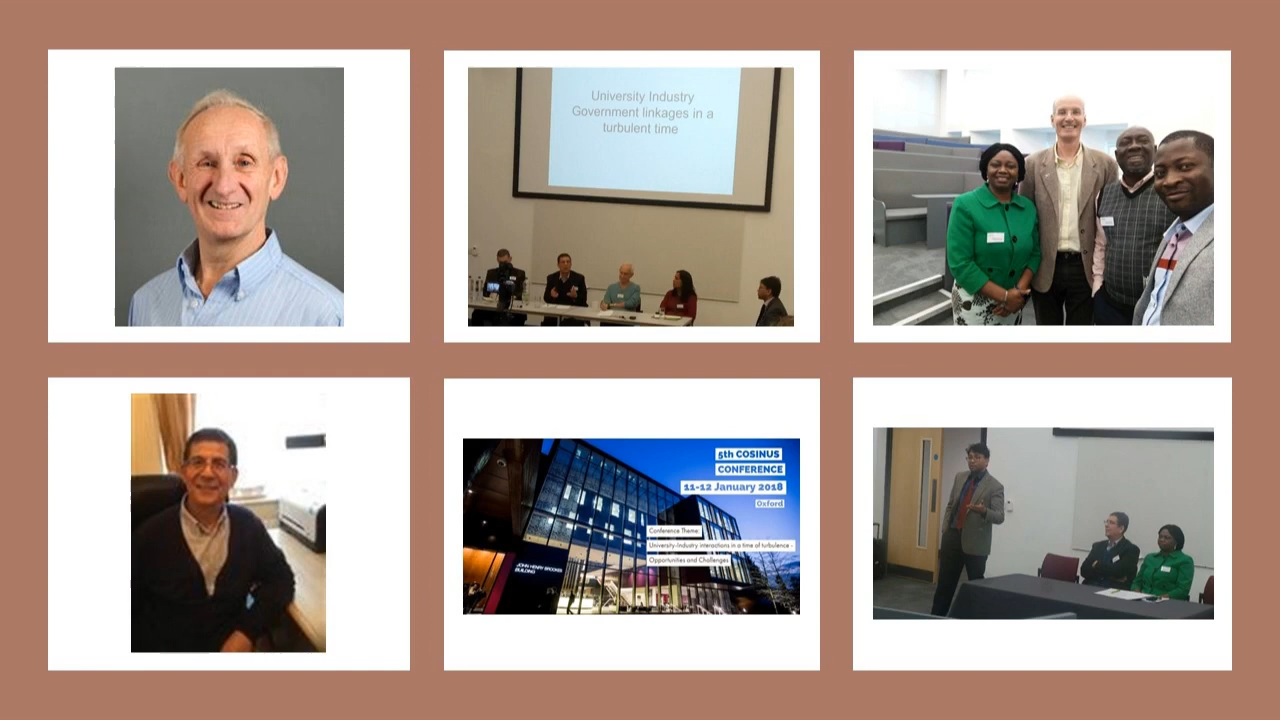 University Industry
Government linkages in a
turbulent time
5th COSINUS
CONFERENCE
11-12 January 2018
Oxford
Conference Theme:
University-Industry interactions in a time of turbulence -
Opportunities and Challenges
JOHN HENRY BROOKES
BUILDING